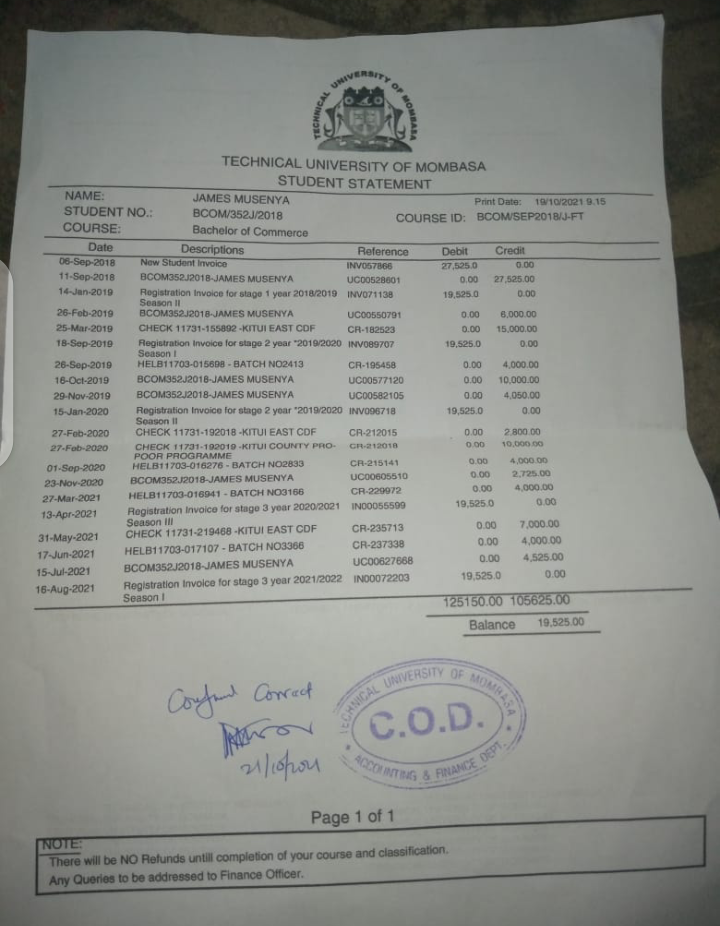 TECHNICAL UNIVERSITY OF MOMBASA
TECHNICAL UNIVERSITY OF MOMBASA
STUDENT STATEMENT
NAME: JAMES MUSENYA Print Date: 19/10/2021 9.15
STUDENT NO.: BCOM/352J/2018 COURSE ID: BCOM/SEP2018/J-FT
COURSE: Bachelor of Commerce
Date Descriptions Reference Debit Credit
06-Sep-2018 New Student Invoice INV057866 27,525.0 0.00
11-Sep-2018 BCOM352J2018-JAMES MUSENYA UC00528601 0.00 27,525.00
14-Jan-2019 Registration Invoice for stage 1 year 2018/2019 INV071138 19,525.0 0.00
Season II
26-Feb-2019 BCOM352J2018-JAMES MUSENYA UC00550791 0.00 6,000.00
25-Mar-2019 CHECK 11731-155892 -KITUI EAST CDF CR-182523 0.00 15,000.00
18-Sep-2019 Registration Invoice for stage 2 year "2019/2020 INV089707 19,525.0 0.00
Season I
26-Sep-2019 HELB11703-015698 - BATCH NO2413 CR-195458 0.00 4,000.00
16-Oct-2019 BCOM352J2018-JAMES MUSENYA UC00577120 0.00 10,000.00
29-Nov-2019 BCOM352J2018-JAMES MUSENYA UC00582105 0.00 4,050.00
15-Jan-2020 Registration Invoice for stage 2 year "2019/2020 INV096718 19,525.0 0.00
Season II
27-Feb-2020 CHECK 11731-192018 -KITUI EAST CDF CR-212015 0.00 2,800.00
27-Feb-2020 CHECK 11731-192019 -KITUI COUNTY PRO- CR-212018 0.00 10,000.00
POOR PROGRAMME
01-Sep-2020 HELB11703-016276 - BATCH NO2833 CR-215141 0.00 4,000.00
23-Nov-2020 BCOM352J2018-JAMES MUSENYA UC00605510 0.00 2,725.00
27-Mar-2021 HELB11703-016941 - BATCH NO3166 CR-229972 0.00 4,000.00
13-Apr-2021 Registration Invoice for stage 3 year 2020/2021 IN00055599 19,525.0 0.00
Season III
31-May-2021 CHECK 11731-219468 -KITUI EAST CDF CR-235713 0.00 7,000.00
17-Jun-2021 HELB11703-017107 - BATCH NO3366 CR-237338 0.00 4,000.00
15-Jul-2021 BCOM352J2018-JAMES MUSENYA UC00627668 0.00 4,525.00
16-Aug-2021 Registration Invoice for stage 3 year 2021/2022 IN00072203 19,525.0 0.00
Season I
125150.00 105625.00
Balance 19,525.00
Correct
21/10/2021
TECHNICAL UNIVERSITY OF MOMBASA
C.O.D.
ACCOUNTING & FINANCE DEPT.
Page 1 of 1
NOTE:
There will be NO Refunds untill completion of your course and classification.
Any Queries to be addressed to Finance Officer.